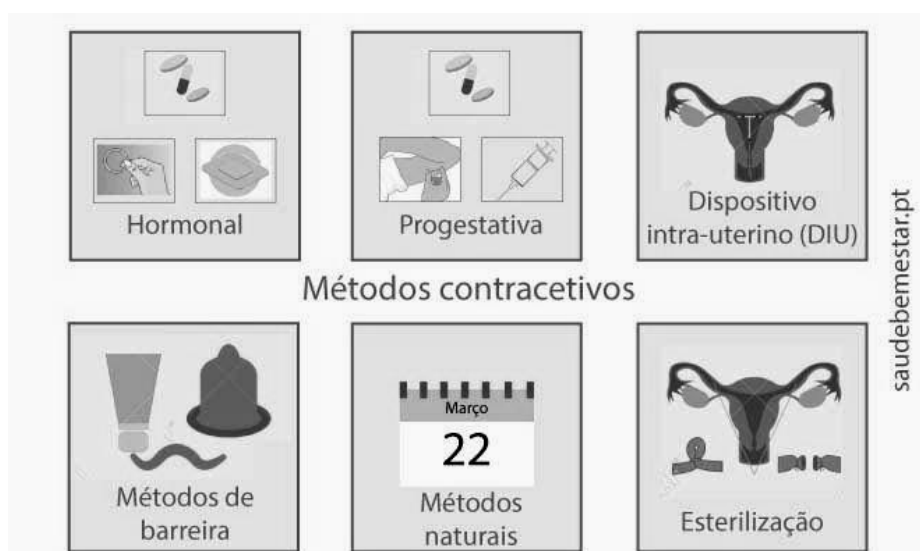 Hormonal
Progestativa
Dispositivo
intra-uterino (DIU)
Métodos contracetivos
Métodos de
barreira
Março
22
Métodos
naturais
Esterilização
saudebemestar.pt